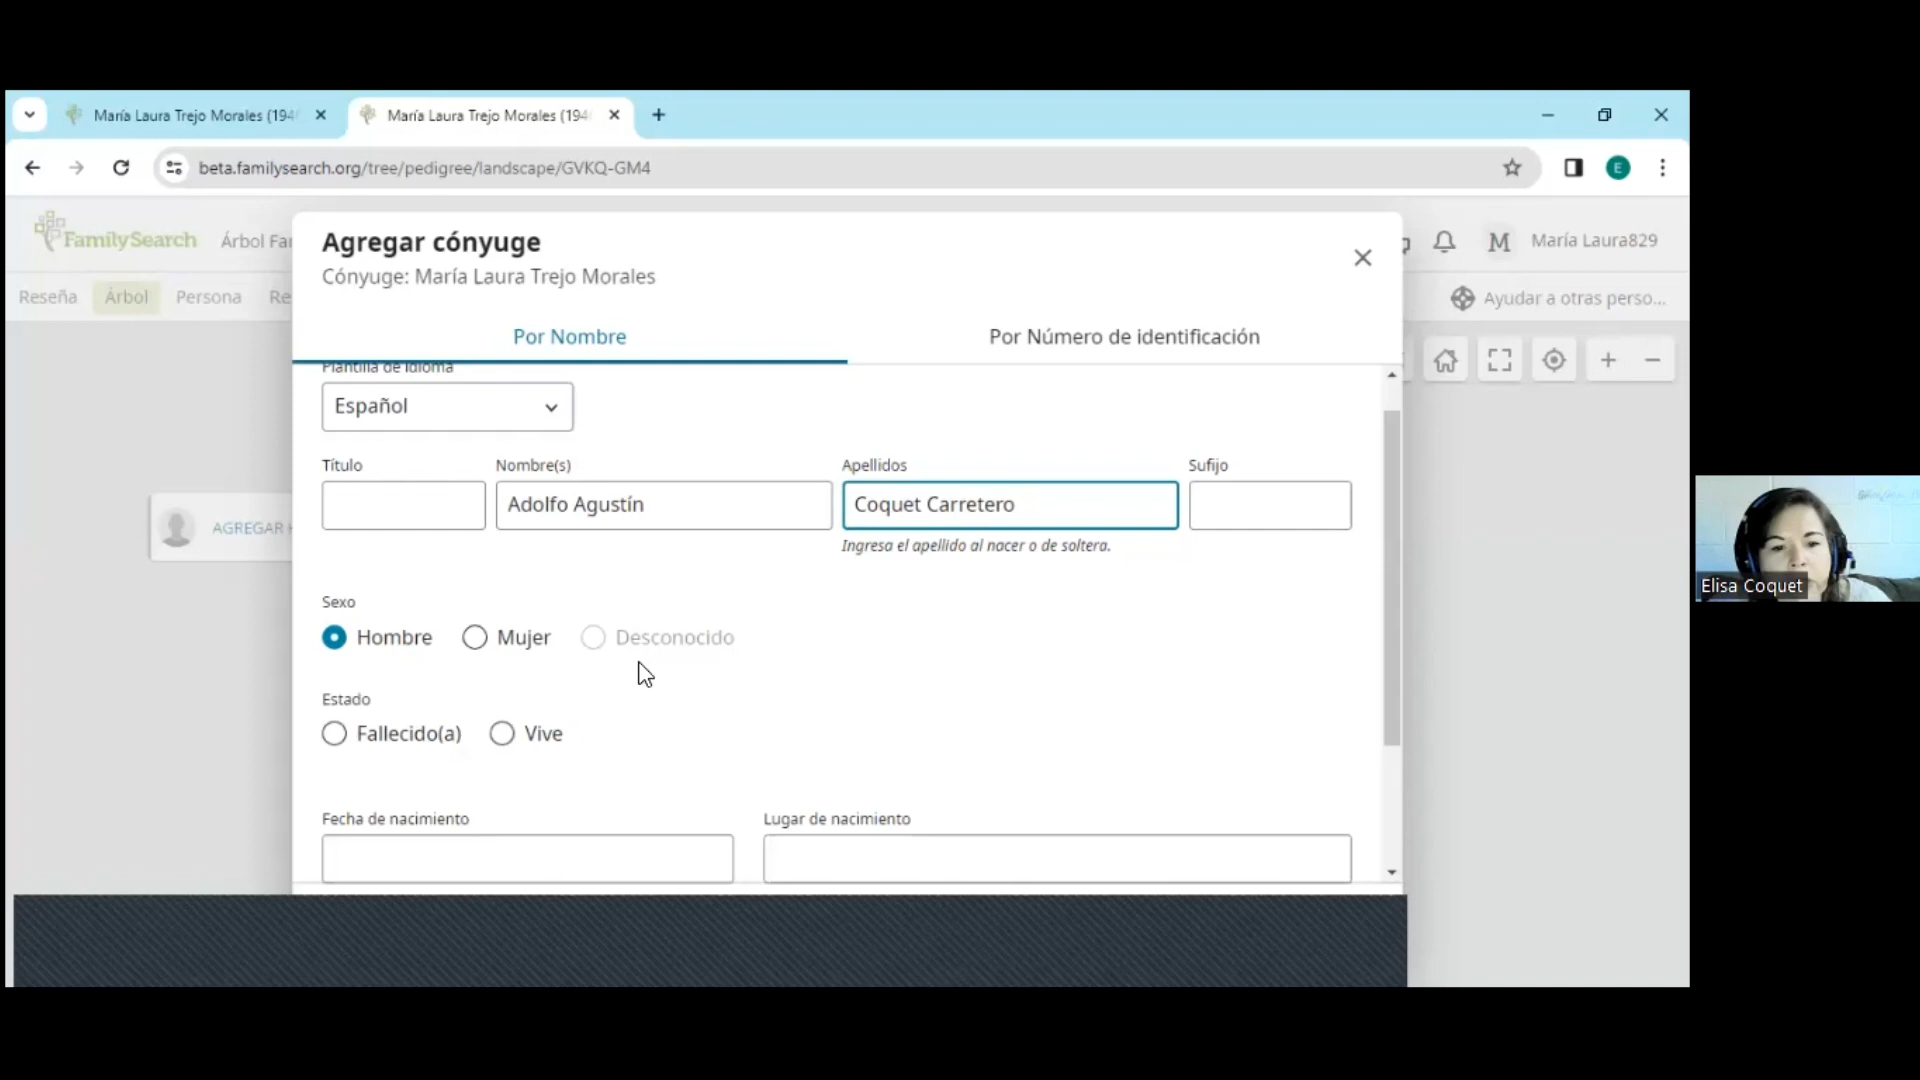 María Laura Trejo Morales (194
María Laura Trejo Morales (194
beta.familysearch.org/tree/pedigree/landscape/GVKQ-GM4
E
FamilySearch
Árbol Fa
M
María Laura829
Agregar cónyuge
Cónyuge: María Laura Trejo Morales
Reseña
Árbol
Persona
Re
Ayudar a otras perso...
Por Nombre
Por Número de identificación
Plantilla de idioma
Español
Título
Nombre(s)
Apellidos
Sufijo
Adolfo Agustín
Coquet Carretero
Ingresa el apellido al nacer o de soltera.
AGREGAR
Sexo
Hombre
Mujer
Desconocido
Estado
Fallecido(a)
Vive
Fecha de nacimiento
Lugar de nacimiento
Elisa Coquet